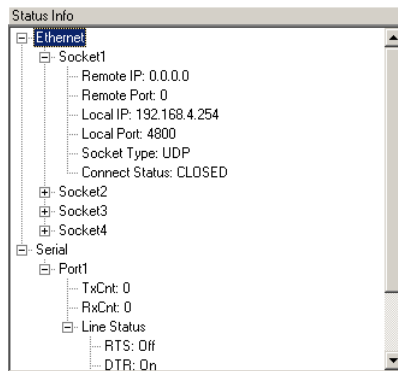 Status Info
Ethernet
Socket1
Remote IP: 0.0.0.0
Remote Port: 0
Local IP: 192.168.4.254
Local Port: 4800
Socket Type: UDP
Connect Status: CLOSED
Socket2
Socket3
Socket4
Serial
Port1
TxCnt: 0
RxCnt: 0
Line Status
RTS: Off
DTR: On